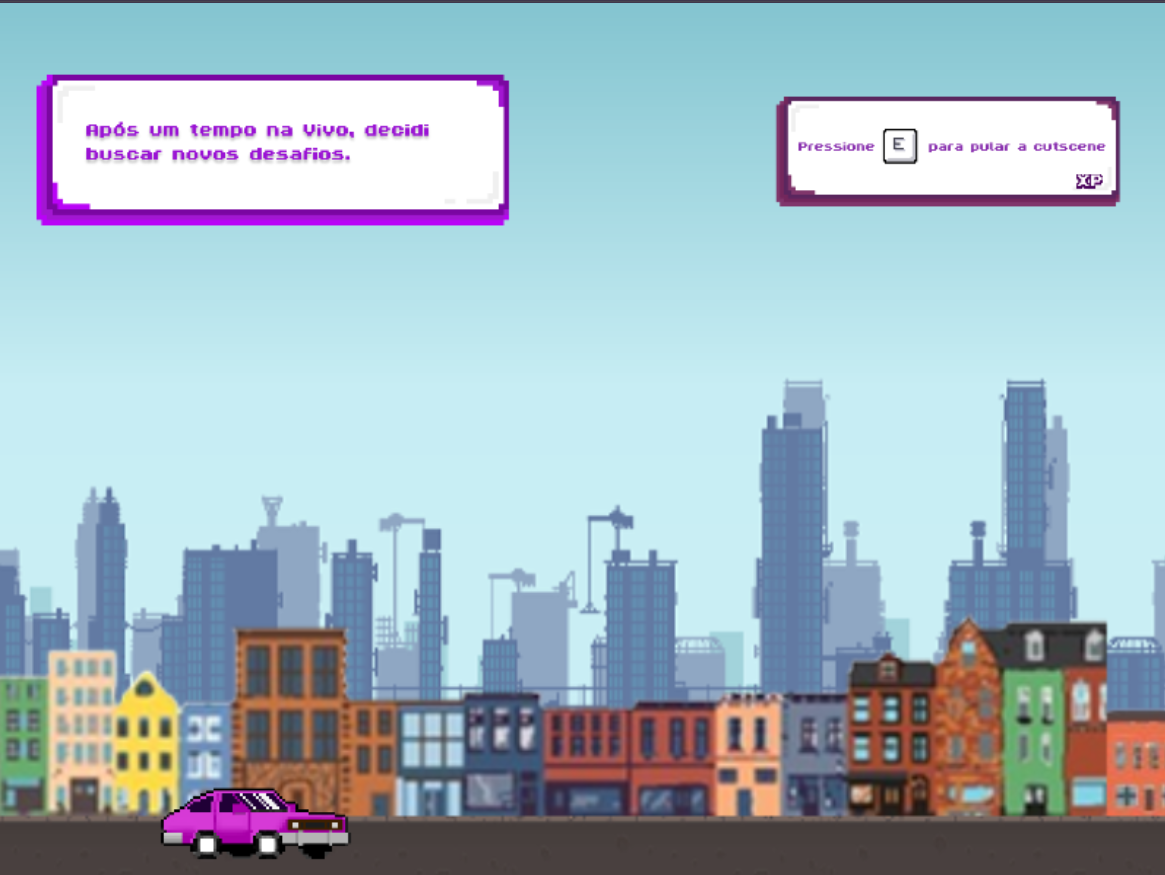 Após um tempo na Vivo, decidi
buscar novos desafios.
Pressione E para pular a cutscene
XP